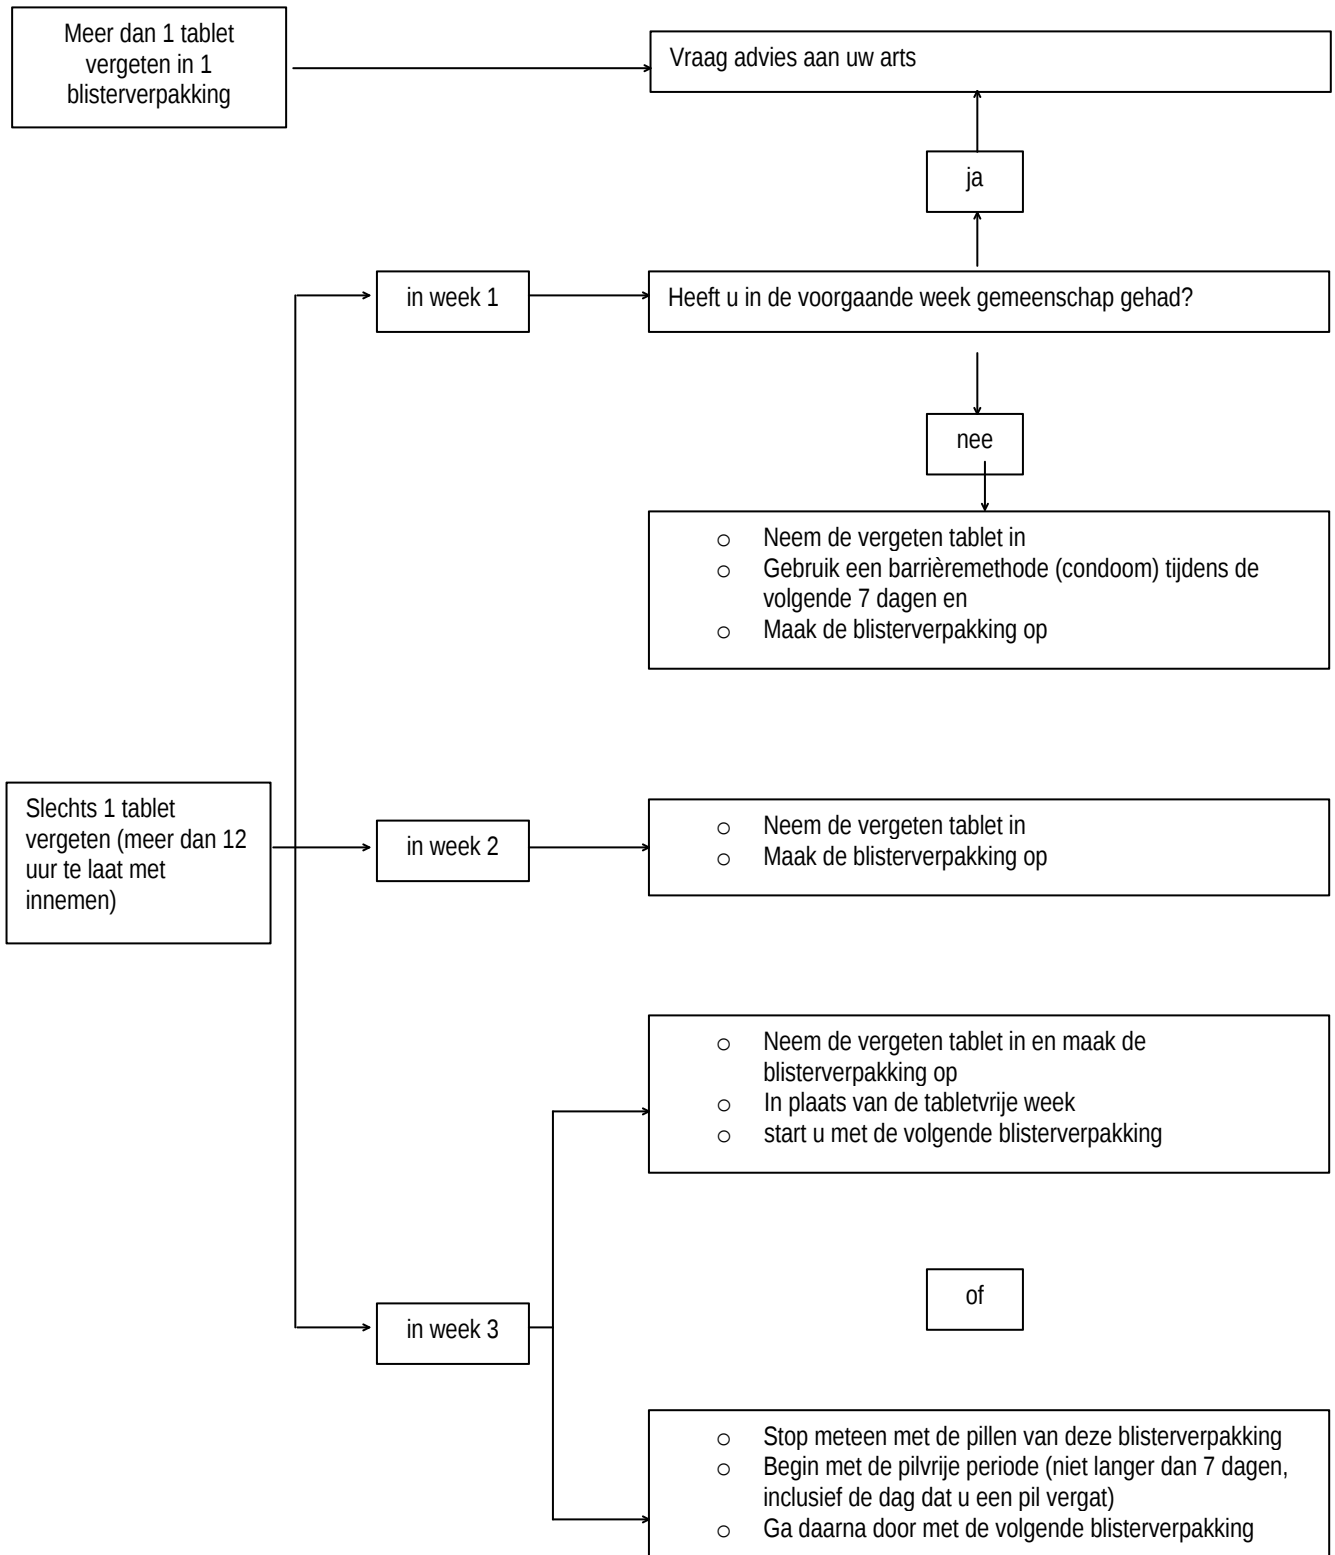 Meer dan 1 tablet
vergeten in 1
blisterverpakking
Vraag advies aan uw arts
ja
in week 1
Heeft u in de voorgaande week gemeenschap gehad?
nee
o Neem de vergeten tablet in
o Gebruik een barrièremethode (condoom) tijdens de
volgende 7 dagen en
o Maak de blisterverpakking op
Slechts 1 tablet
vergeten (meer dan 12
uur te laat met
innemen)
in week 2
o Neem de vergeten tablet in
o Maak de blisterverpakking op
o Neem de vergeten tablet in en maak de
blisterverpakking op
o In plaats van de tabletvrije week
o start u met de volgende blisterverpakking
of
in week 3
o Stop meteen met de pillen van deze blisterverpakking
o Begin met de pilvrije periode (niet langer dan 7 dagen,
inclusief de dag dat u een pil vergat)
o Ga daarna door met de volgende blisterverpakking